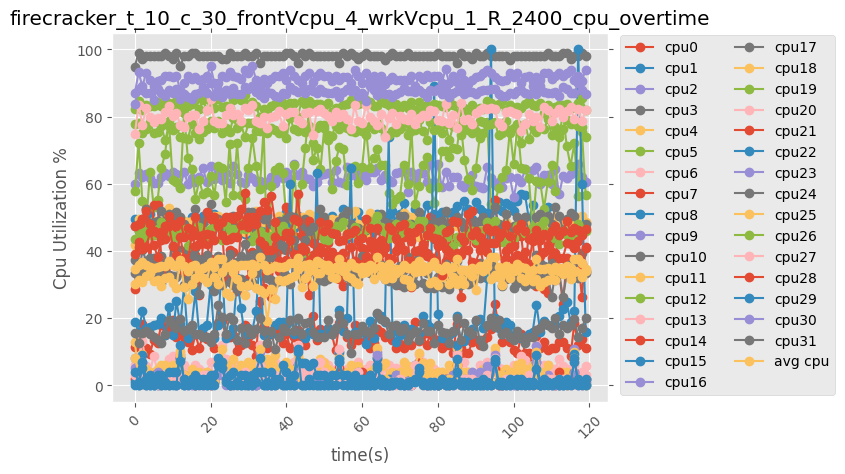 firecracker_t_10_c_30_frontVcpu_4_wrkVcpu_1_R_2400_cpu_overtime
Cpu Utilization %
100
80
60
40
20
0
0
20
40
60
80
100
120
time(s)
cpu0
cpu1
cpu2
cpu3
cpu4
cpu5
cpu6
cpu7
cpu8
cpu9
cpu10
cpu11
cpu12
cpu13
cpu14
cpu15
cpu16
cpu17
cpu18
cpu19
cpu20
cpu21
cpu22
cpu23
cpu24
cpu25
cpu26
cpu27
cpu28
cpu29
cpu30
cpu31
avg cpu